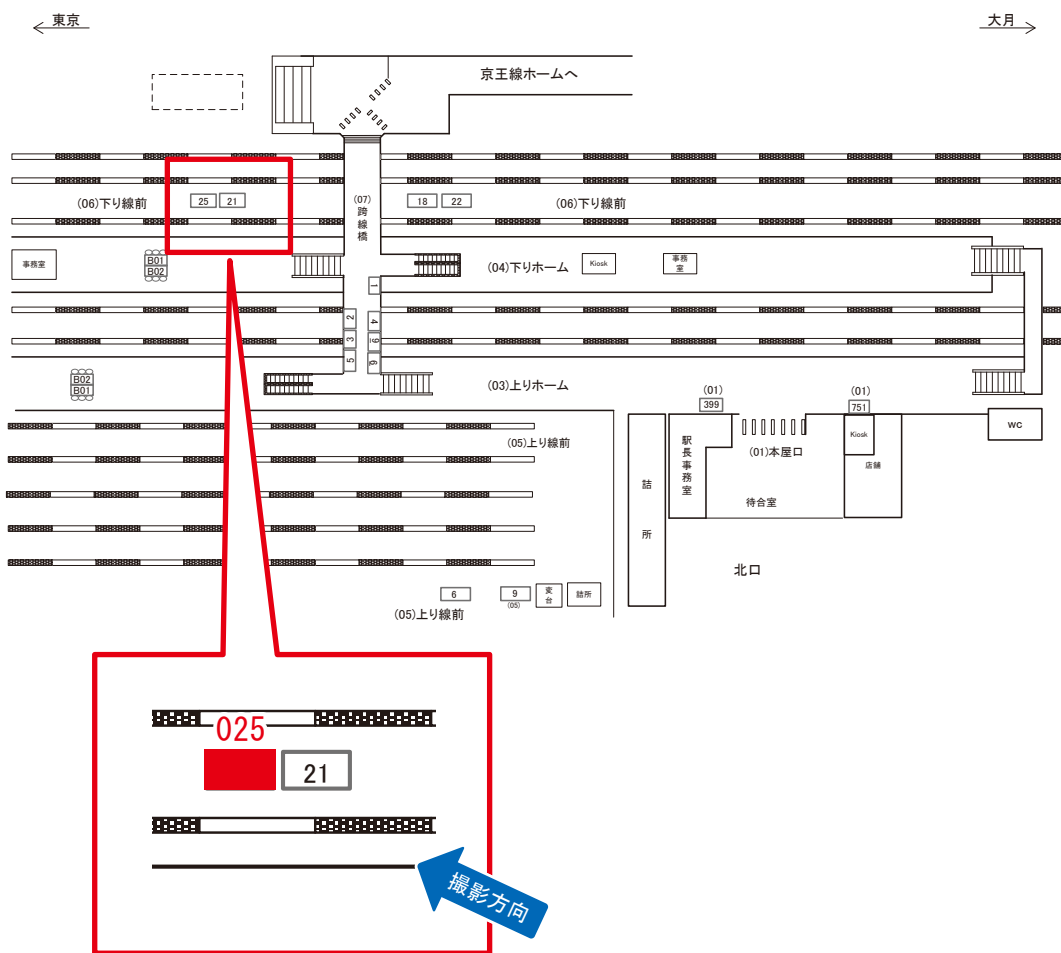 東京
大月
京王線ホームへ
(06)下り線前
25
21
(07)跨線橋
18
22
(06)下り線前
事務室
B01
B02
(04)下りホーム
Kiosk
事務室
1
2
3
5
4
9
6
B02
B01
(03)上りホーム
(01)
399
(01)
751
Kiosk
店舗
WC
駅長事務室
(01)本屋口
待合室
詰所
(05)上り線前
北口
6
9
(05)
変台
詰所
(05)上り線前
025
21
撮影方向